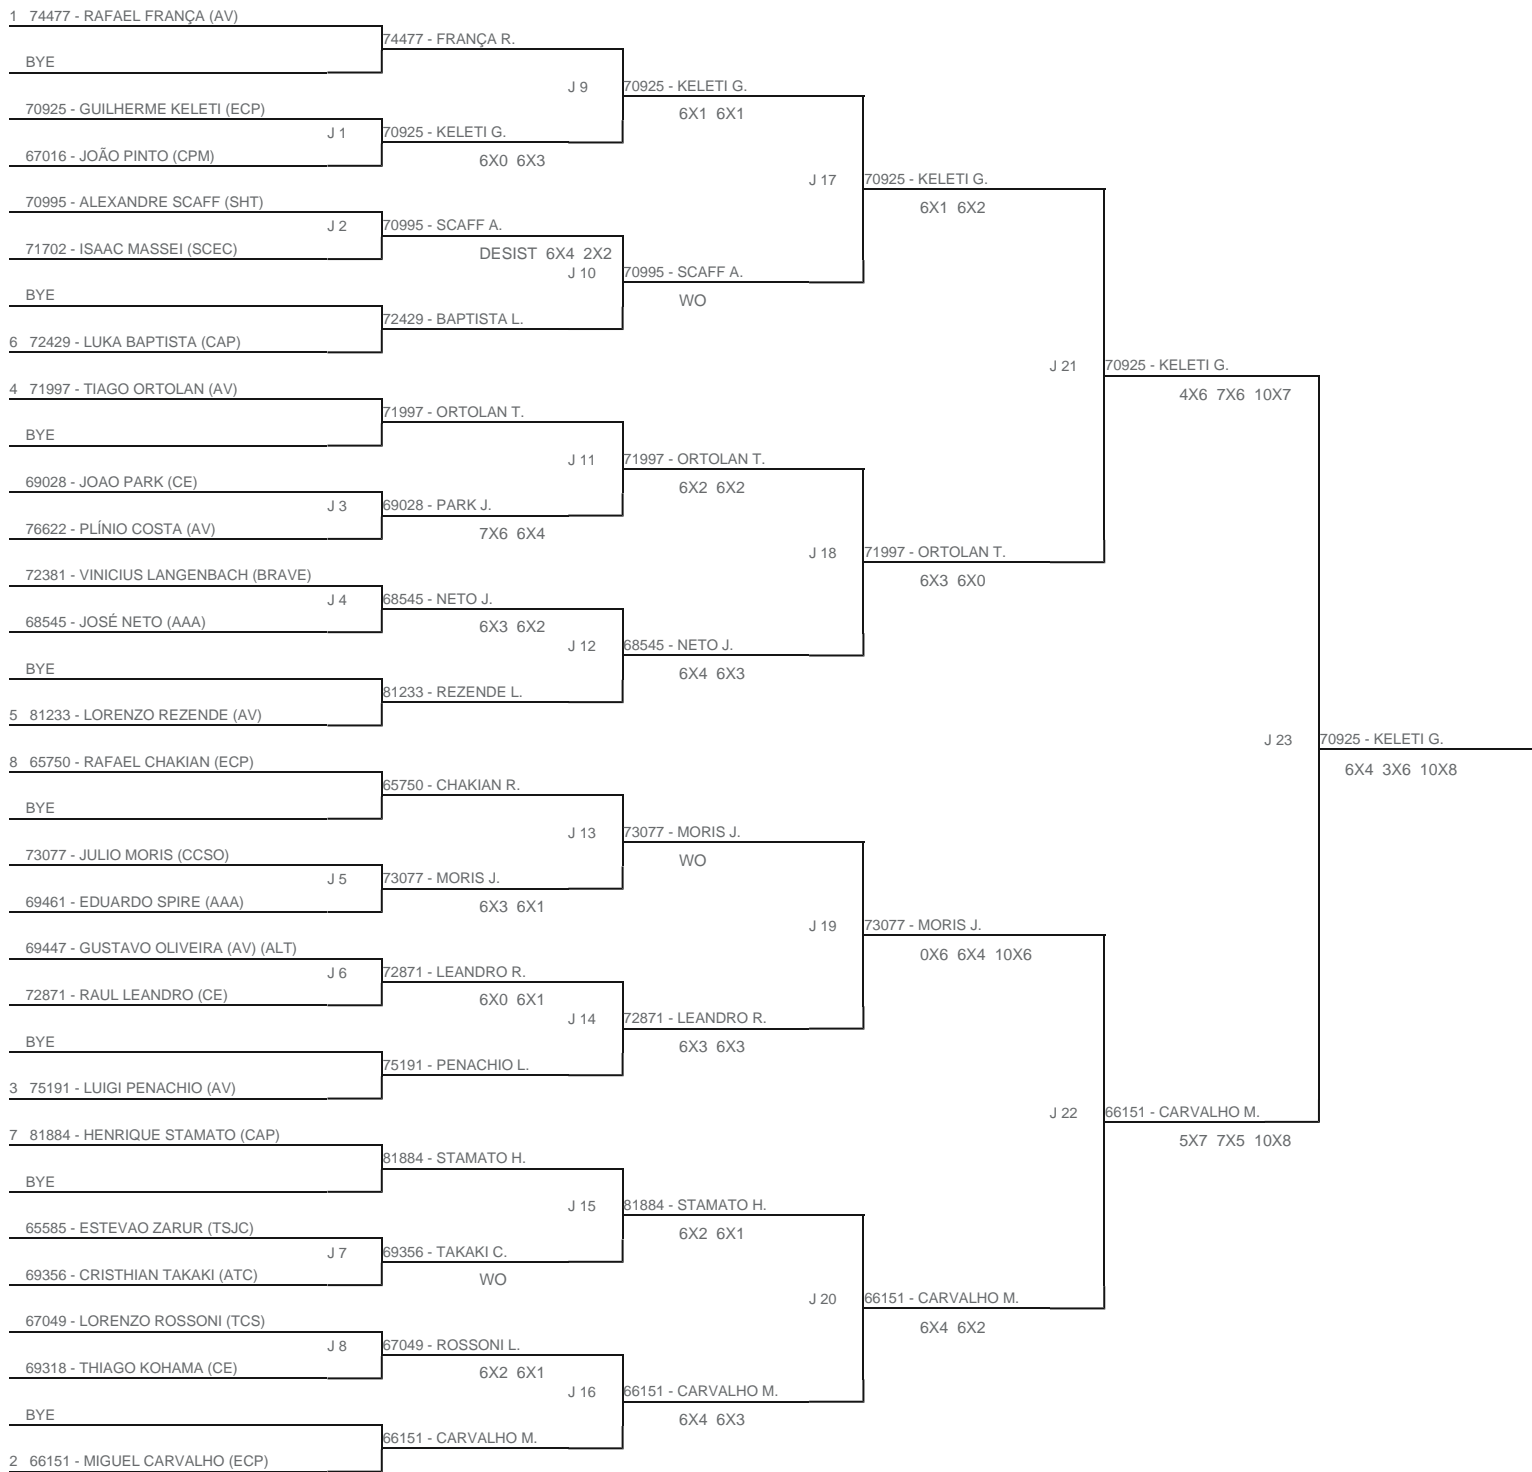 1 74477 - RAFAEL FRANÇA (AV)
74477 - FRANÇA R.
BYE
J 9 70925 - KELETI G.
70925 - GUILHERME KELETI (ECP)
6X1 6X1
J 1 70925 - KELETI G.
67016 - JOÃO PINTO (CPM)
6X0 6X3
J 17 70925 - KELETI G.
70995 - ALEXANDRE SCAFF (SHT)
6X1 6X2
J 2 70995 - SCAFF A.
71702 - ISAAC MASSEI (SCEC)
DESIST 6X4 2X2
J 10 70995 - SCAFF A.
BYE
WO
72429 - BAPTISTA L.
6 72429 - LUKA BAPTISTA (CAP)
J 21 70925 - KELETI G.
4 71997 - TIAGO ORTOLAN (AV)
4X6 7X6 10X7
71997 - ORTOLAN T.
BYE
J 11 71997 - ORTOLAN T.
69028 - JOAO PARK (CE)
6X2 6X2
J 3 69028 - PARK J.
76622 - PLÍNIO COSTA (AV)
7X6 6X4
J 18 71997 - ORTOLAN T.
72381 - VINICIUS LANGENBACH (BRAVE)
6X3 6X0
J 4 68545 - NETO J.
68545 - JOSÉ NETO (AAA)
6X3 6X2
J 12 68545 - NETO J.
BYE
6X4 6X3
81233 - REZENDE L.
5 81233 - LORENZO REZENDE (AV)
J 23 70925 - KELETI G.
8 65750 - RAFAEL CHAKIAN (ECP)
6X4 3X6 10X8
65750 - CHAKIAN R.
BYE
J 13 73077 - MORIS J.
73077 - JULIO MORIS (CCSO)
WO
J 5 73077 - MORIS J.
69461 - EDUARDO SPIRE (AAA)
6X3 6X1
J 19 73077 - MORIS J.
69447 - GUSTAVO OLIVEIRA (AV) (ALT)
0X6 6X4 10X6
J 6 72871 - LEANDRO R.
72871 - RAUL LEANDRO (CE)
6X0 6X1
J 14 72871 - LEANDRO R.
BYE
6X3 6X3
75191 - PENACHIO L.
3 75191 - LUIGI PENACHIO (AV)
J 22 66151 - CARVALHO M.
7 81884 - HENRIQUE STAMATO (CAP)
5X7 7X5 10X8
81884 - STAMATO H.
BYE
J 15 81884 - STAMATO H.
65585 - ESTEVAO ZARUR (TSJC)
6X2 6X1
J 7 69356 - TAKAKI C.
69356 - CRISTHIAN TAKAKI (ATC)
WO
J 20 66151 - CARVALHO M.
67049 - LORENZO ROSSONI (TCS)
6X4 6X2
J 8 67049 - ROSSONI L.
69318 - THIAGO KOHAMA (CE)
6X2 6X1
J 16 66151 - CARVALHO M.
BYE
6X4 6X3
66151 - CARVALHO M.
2 66151 - MIGUEL CARVALHO (ECP)